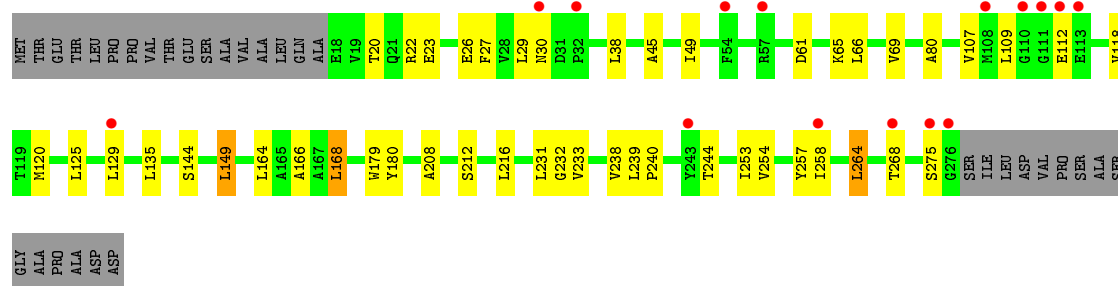 MET THR GLU THR LEU PRO PRO VAL THR GLU SER ALA VAL ALA LEU GLN ALA E18 V19 T20 Q21 R22 E23 E26 F27 V28 L29 N30 D31 P32 L38 A45 I49 F54 R57 D61 K65 L66 V69 A80 V107 M108 L109 G110 G111 E112 E113 V118
T119 M120 L125 L129 L135 S144 L149 L164 A165 A166 A167 L168 W179 Y180 A208 S212 L216 L231 G232 V233 V238 L239 P240 Y243 T244 I253 V254 Y257 I258 L264 T268 S275 G276 SER ILE LEU ASP VAL PRO SER ALA SER
GLY ALA PRO ALA ASP ASP